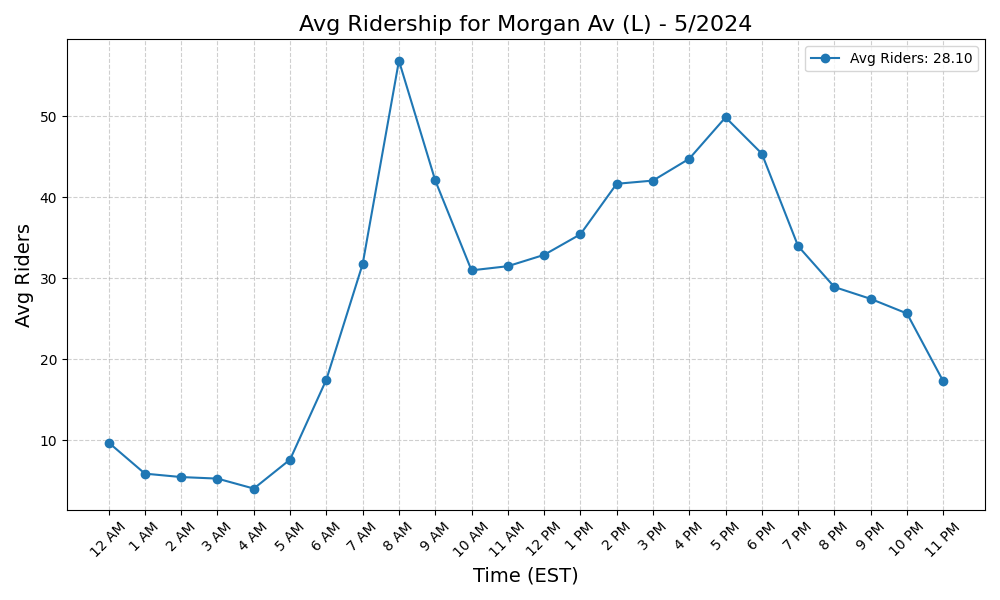 Avg Ridership for Morgan Av (L) - 5/2024
Avg Riders: 28.10
Avg Riders
50
40
30
20
10
12 AM
1 AM
2 AM
3 AM
4 AM
5 AM
6 AM
7 AM
8 AM
9 AM
10 AM
11 AM
12 PM
1 PM
2 PM
3 PM
4 PM
5 PM
6 PM
7 PM
8 PM
9 PM
10 PM
11 PM
Time (EST)